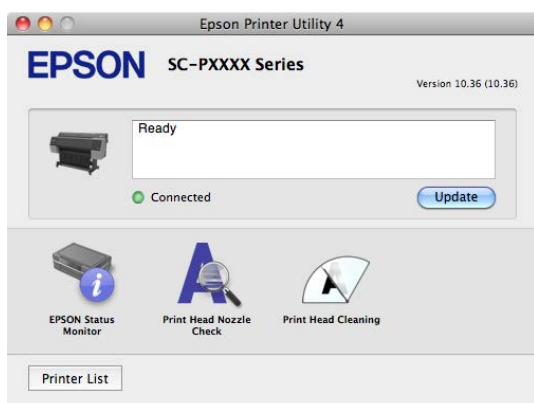 Epson Printer Utility 4
EPSON SC-PXXXX Series
Version 10.36 (10.36)
Ready
Connected
Update
EPSON Status
Monitor
Print Head Nozzle
Check
Print Head Cleaning
Printer List